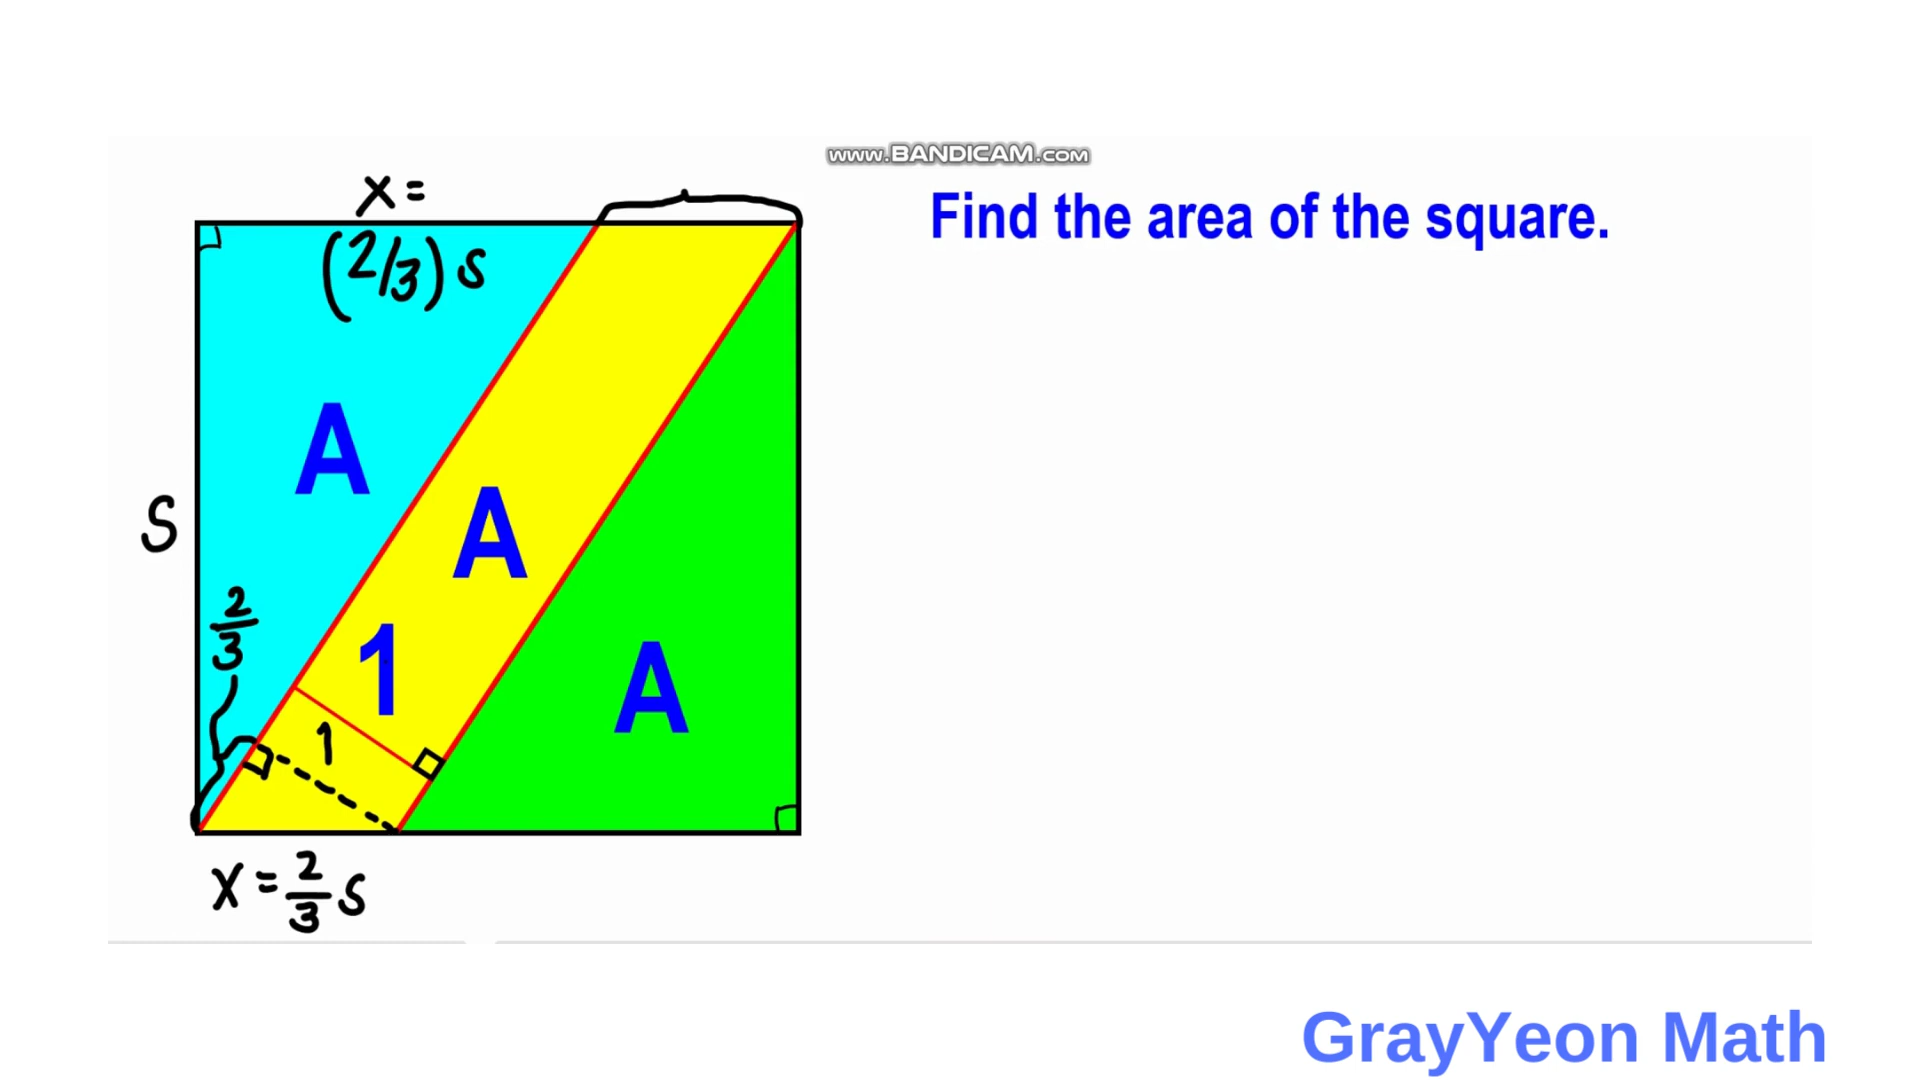 www.BANDICAM.com
Find the area of the square.
x =
(2/3) s
A
A
S
2/3
1
1
A
x = 2/3 s
GrayYeon Math